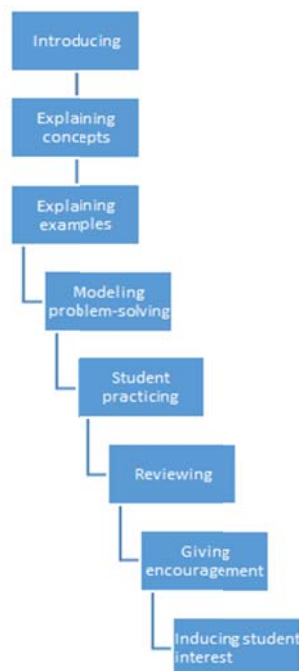 Introducing
Explaining
concepts
Explaining
examples
Modeling
problem-solving
Student
practicing
Reviewing
Giving
encouragement
Inducing student
interest